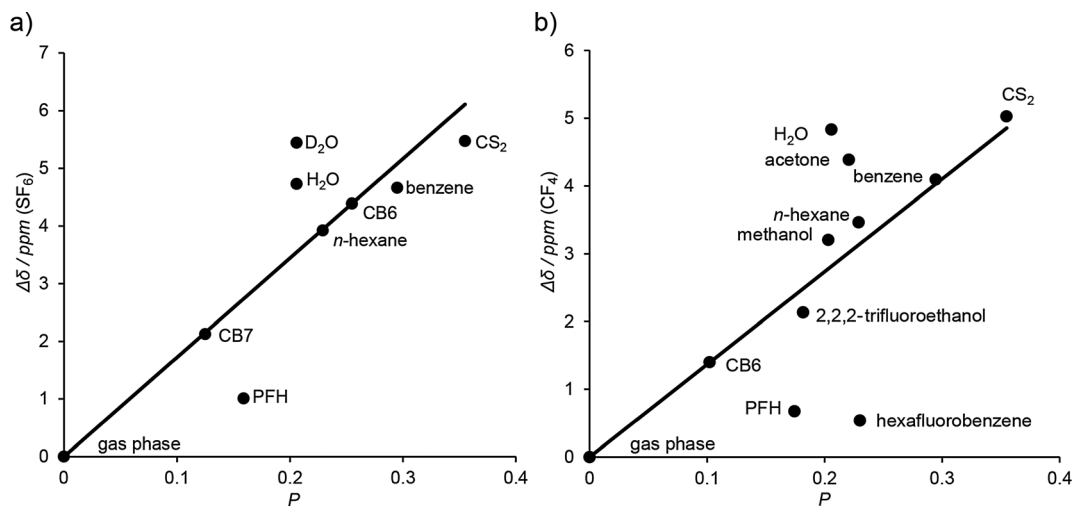 a)
7
6
5
4
3
2
1
0
Δδ / ppm (SF6)
D2O
H2O
CS2
benzene
CB6
n-hexane
CB7
PFH
gas phase
0
0.1
0.2
0.3
0.4
P
b)
6
5
4
3
2
1
0
Δδ / ppm (CF4)
CS2
H2O
acetone
benzene
n-hexane
methanol
2,2,2-trifluoroethanol
CB6
PFH
hexafluorobenzene
gas phase
0
0.1
0.2
0.3
0.4
P